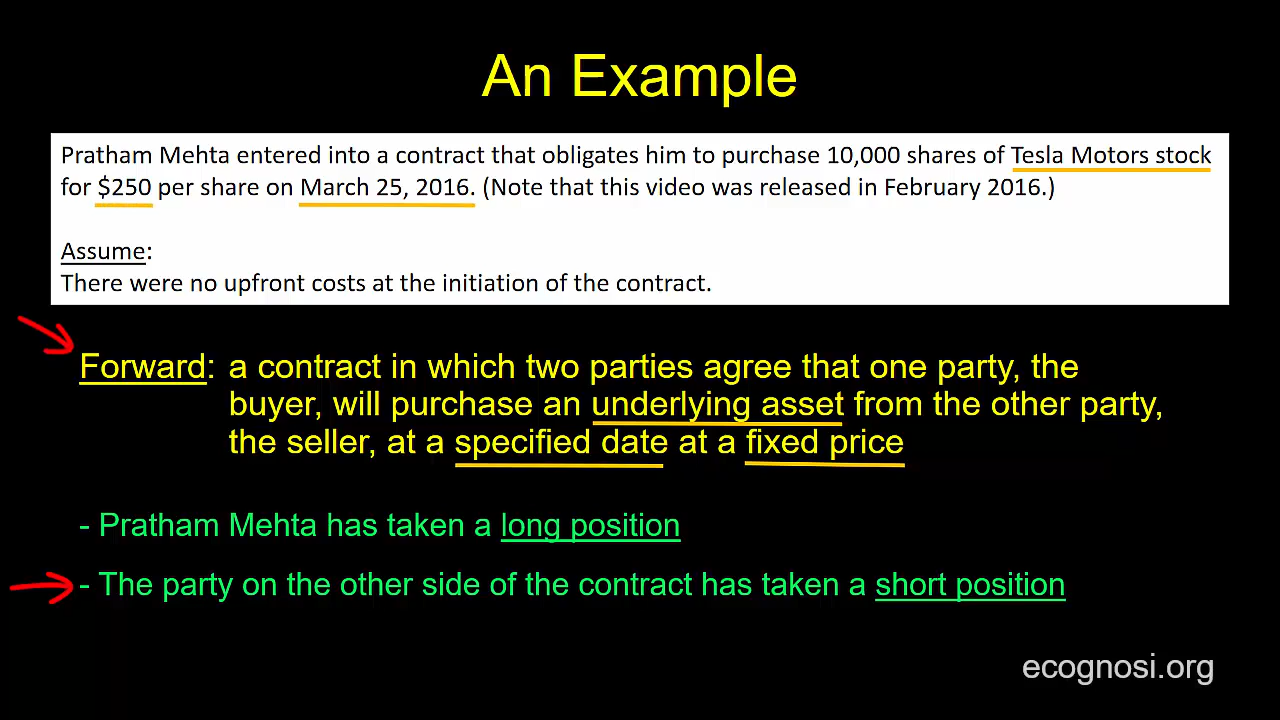 An Example
Pratham Mehta entered into a contract that obligates him to purchase 10,000 shares of Tesla Motors stock
for $250 per share on March 25, 2016. (Note that this video was released in February 2016.)
Assume:
There were no upfront costs at the initiation of the contract.
Forward: a contract in which two parties agree that one party, the
buyer, will purchase an underlying asset from the other party,
the seller, at a specified date at a fixed price
- Pratham Mehta has taken a long position
- The party on the other side of the contract has taken a short position
ecognosi.org